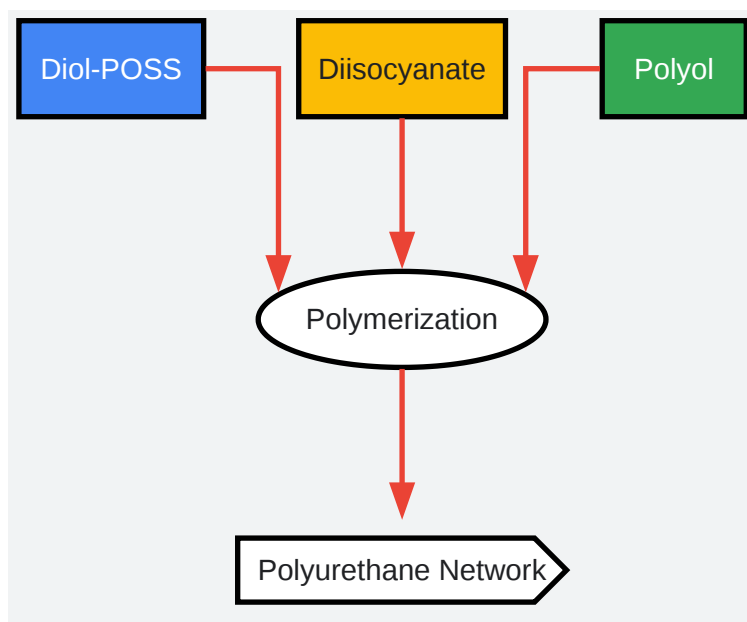 Diol-POSS
Diisocyanate
Polyol
Polymerization
Polyurethane Network